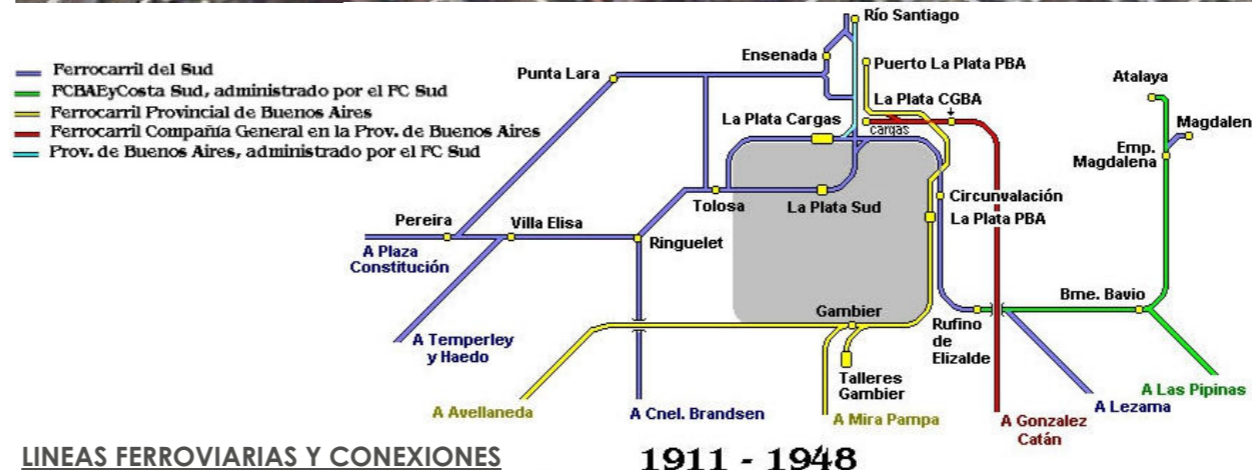 Ferrocarril del Sud
FCBAEyCosta Sud, administrado por el FC Sud
Ferrocarril Provincial de Buenos Aires
Ferrocarril Compañía General en la Prov. de Buenos Aires
Prov. de Buenos Aires, administrado por el FC Sud
Río Santiago
Ensenada
Puerto La Plata PBA
Punta Lara
Atalaya
La Plata CGBA
La Plata Cargas
cargas
Magdalen
Emp.
Magdalena
Tolosa
La Plata Sud
Circunvalación
La Plata PBA
Pereira
Villa Elisa
Ringuelet
A Plaza
Constitución
Bme. Bavio
Gambier
Rufino
de
Elizalde
A Temperley
y Haedo
Talleres
Gambier
A Avellaneda
A Cnel. Brandsen
A Mira Pampa
A Gonzalez
Catán
A Lezama
A Las Pipinas
LINEAS FERROVIARIAS Y CONEXIONES
1911 - 1948